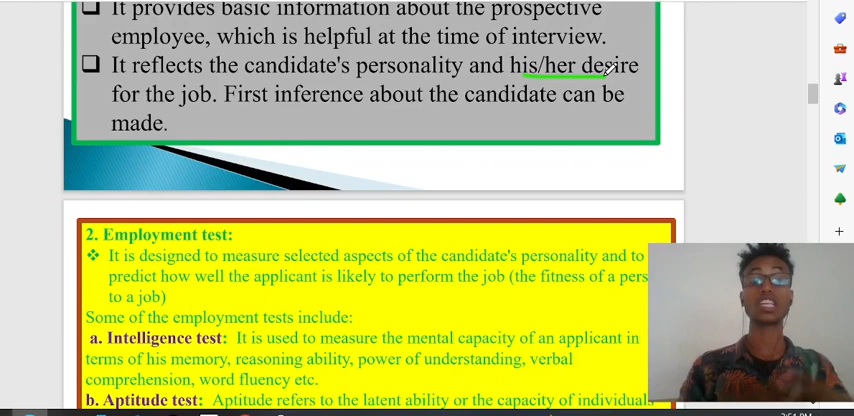 ❑ It provides basic information about the prospective
employee, which is helpful at the time of interview.
❑ It reflects the candidate's personality and his/her desire
for the job. First inference about the candidate can be
made.
2. Employment test:
❖ It is designed to measure selected aspects of the candidate's personality and to
predict how well the applicant is likely to perform the job (the fitness of a pers
to a job)
Some of the employment tests include:
a. Intelligence test: It is used to measure the mental capacity of an applicant in
terms of his memory, reasoning ability, power of understanding, verbal
comprehension, word fluency etc.
b. Aptitude test: Aptitude refers to the latent ability or the capacity of individuals